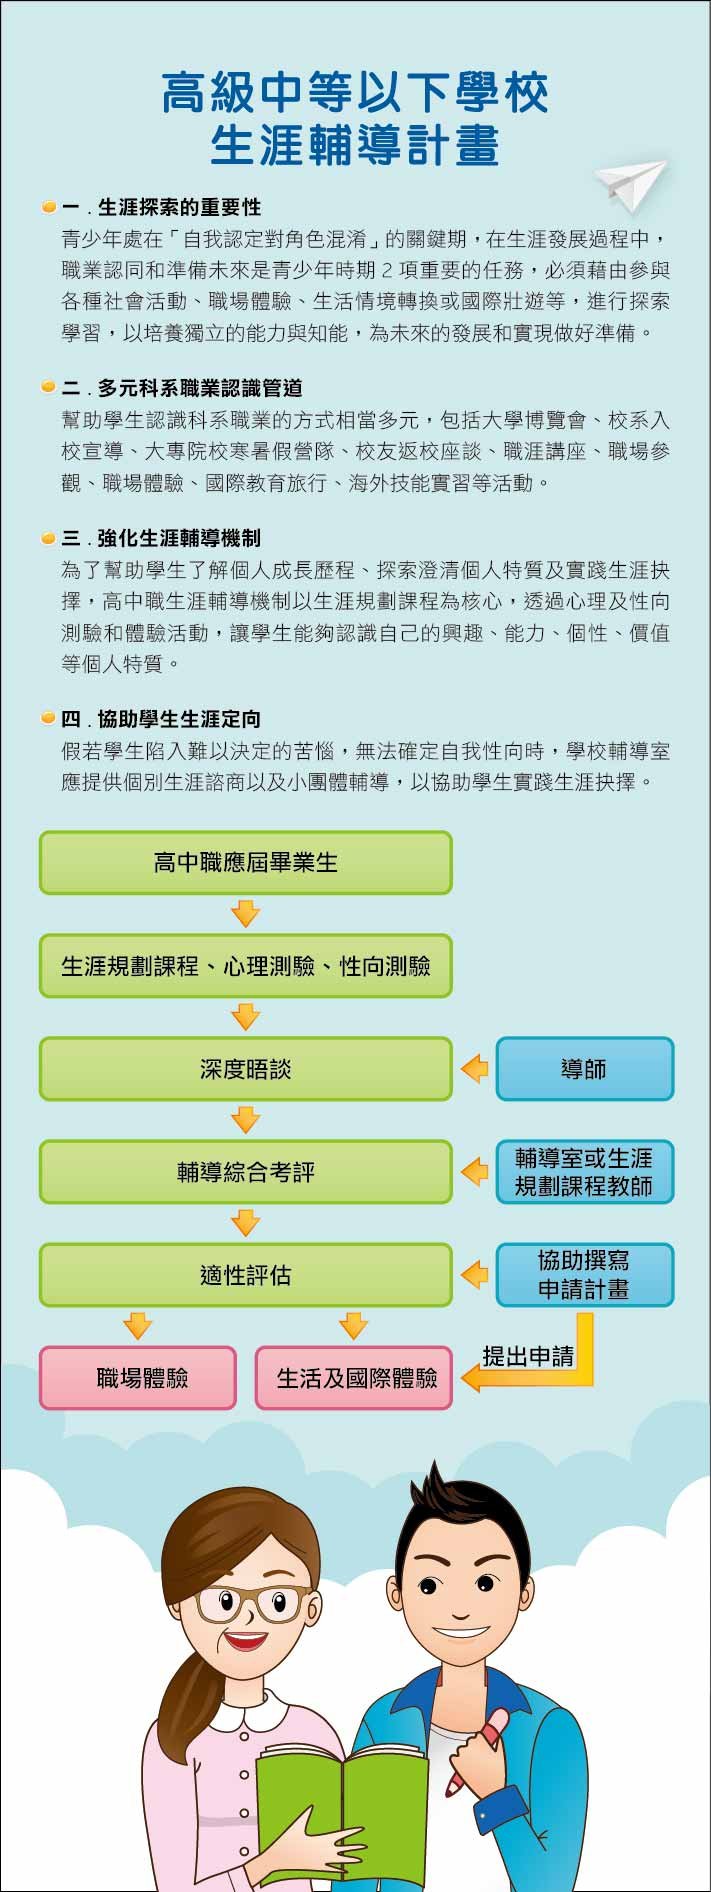 高級中等以下學校
生涯輔導計畫
一．生涯探索的重要性
青少年處在「自我認定對角色混淆」的關鍵期，在生涯發展過程中，
職業認同和準備未來是青少年時期 2 項重要的任務，必須藉由參與
各種社會活動、職場體驗、生活情境轉換或國際壯遊等，進行探索
學習，以培養獨立的能力與知能，為未來的發展和實現做好準備。
二．多元科系職業認識管道
幫助學生認識科系職業的方式相當多元，包括大學博覽會、校系入
校宣導、大專院校寒暑假營隊、校友返校座談、職涯講座、職場參
觀、職場體驗、國際教育旅行、海外技能實習等活動。
三．強化生涯輔導機制
為了幫助學生了解個人成長歷程、探索澄清個人特質及實踐生涯抉
擇，高中職生涯輔導機制以生涯規劃課程為核心，透過心理及性向
測驗和體驗活動，讓學生能夠認識自己的興趣、能力、個性、價值
等個人特質。
四．協助學生生涯定向
假若學生陷入難以決定的苦惱，無法確定自我性向時，學校輔導室
應提供個別生涯諮商以及小團體輔導，以協助學生實踐生涯抉擇。
高中職應屆畢業生
生涯規劃課程、心理測驗、性向測驗
深度晤談
導師
輔導綜合考評
輔導室或生涯
規劃課程教師
適性評估
協助撰寫
申請計畫
職場體驗
生活及國際體驗
提出申請